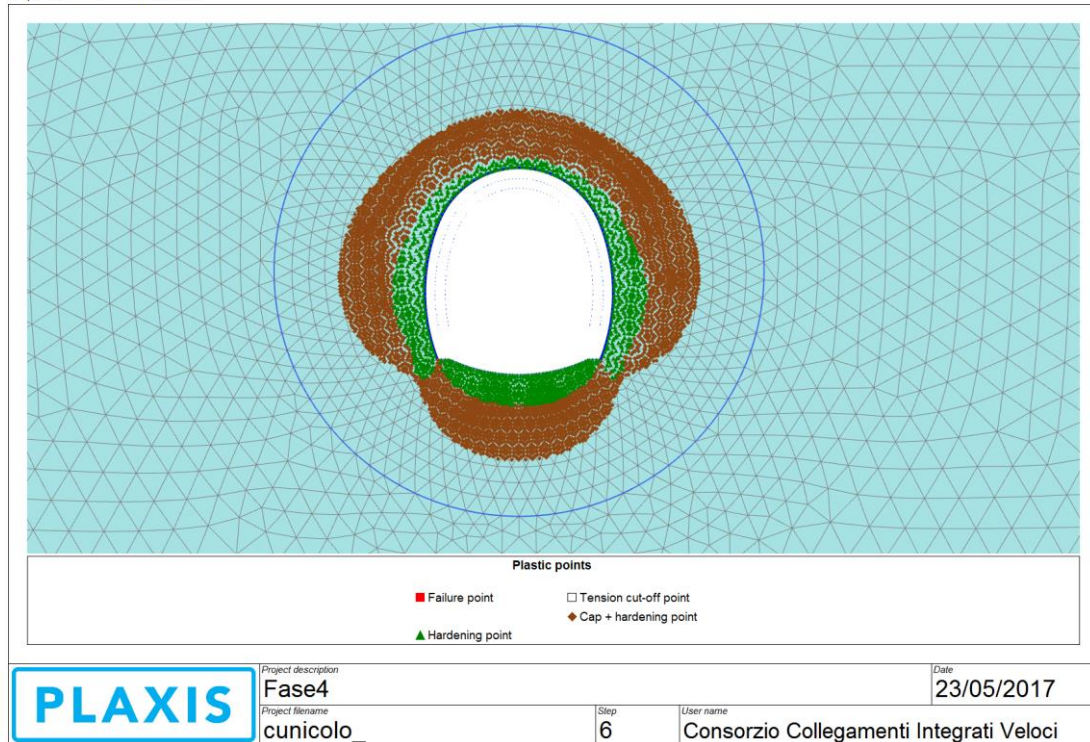 Plastic points
Failure point
Tension cut-off point
Cap + hardening point
Hardening point
PLAXIS
Project description
Fase4
Date
23/05/2017
Project filename
cunicolo_
Step
6
User name
Consorzio Collegamenti Integrati Veloci